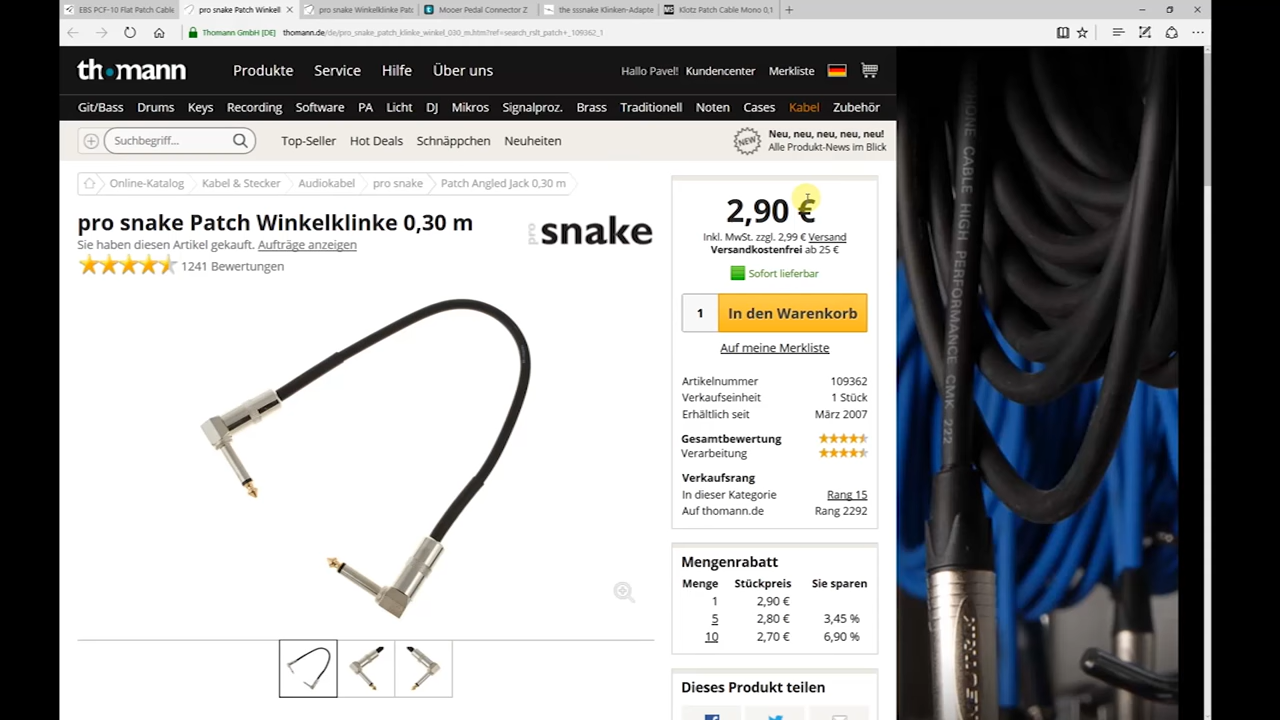 EBS PCF-10 Flat Patch Cable
pro snake Patch Winkell
pro snake Winkelklinke Patc
Mooer Pedal Connector Z
the sssnake Klinken-Adapte
Klotz Patch Cable Mono 0,1
Thomann GmbH [DE]
thomann.de/de/pro_snake_patch_klinke_winkel_030_m.htm?ref=search_rslt_patch+_109362_1
th•mann
Produkte
Service
Hilfe
Über uns
Hallo Pavel!
Kundencenter
Merkliste
Git/Bass
Drums
Keys
Recording
Software
PA
Licht
DJ
Mikros
Signalproz.
Brass
Traditionell
Noten
Cases
Kabel
Zubehör
Suchbegriff...
Top-Seller
Hot Deals
Schnäppchen
Neuheiten
NEW
Neu, neu, neu, neu, neu!
Alle Produkt-News im Blick
Online-Katalog
Kabel & Stecker
Audiokabel
pro snake
Patch Angled Jack 0,30 m
pro snake Patch Winkelklinke 0,30 m
Sie haben diesen Artikel gekauft. Aufträge anzeigen
1241 Bewertungen
pro snake
2,90 €
Inkl. MwSt. zzgl. 2,99 € Versand
Versandkostenfrei ab 25 €
Sofort lieferbar
1
In den Warenkorb
Auf meine Merkliste
Artikelnummer 109362
Verkaufseinheit 1 Stück
Erhältlich seit März 2007
Gesamtbewertung
Verarbeitung
Verkaufsrang
In dieser Kategorie Rang 15
Auf thomann.de Rang 2292
Mengenrabatt
Menge Stückpreis Sie sparen
1 2,90 €
5 2,80 € 3,45 %
10 2,70 € 6,90 %
Dieses Produkt teilen
HONE CABLE HIGH PERFORMANCE CMK 222